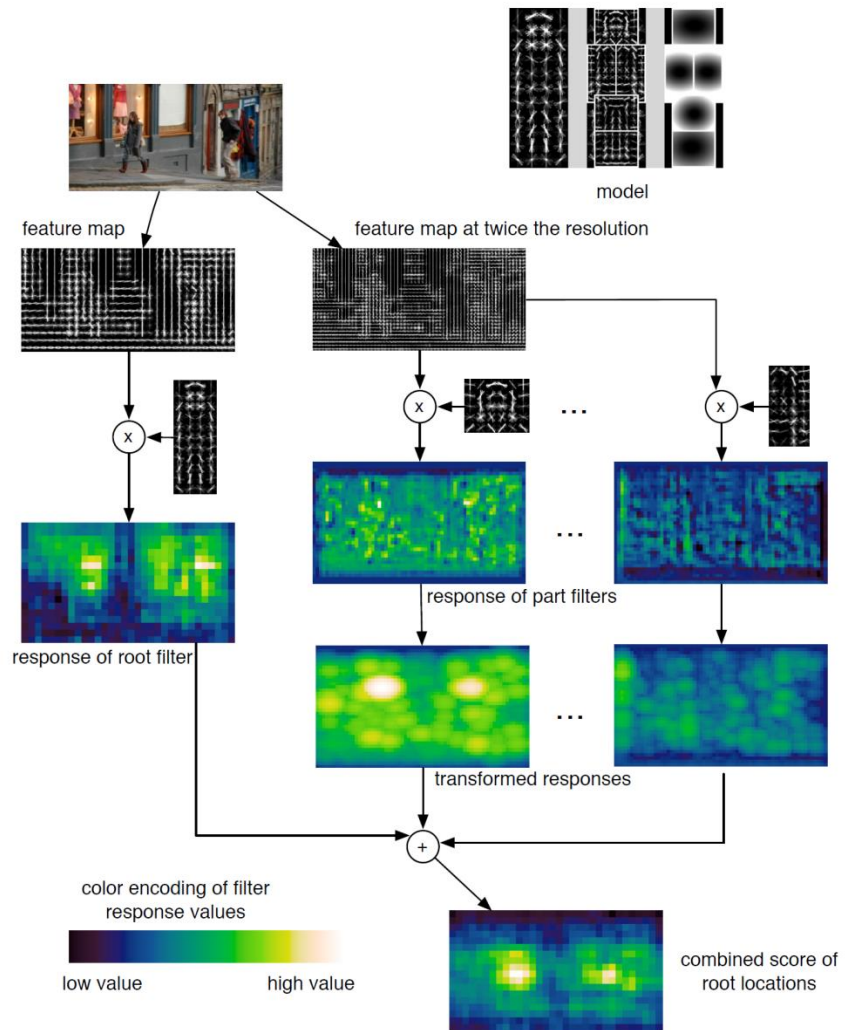 model
feature map
feature map at twice the resolution
x
x
...
x
...
response of part filters
response of root filter
...
transformed responses
+
color encoding of filter
response values
low value
high value
combined score of
root locations